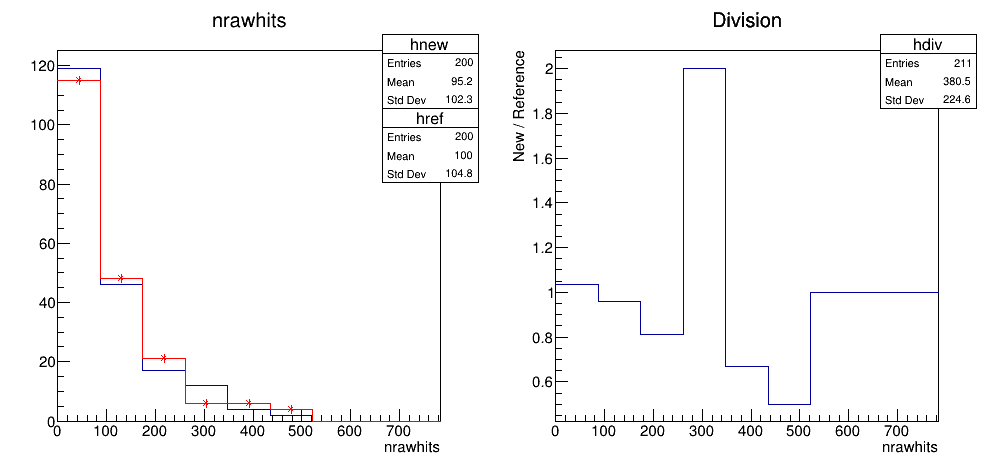 nrawhits
hnew
Entries 200
Mean 95.2
Std Dev 102.3
href
Entries 200
Mean 100
Std Dev 104.8
120
100
80
60
40
20
0
0 100 200 300 400 500 600 700
nrawhits
Division
hdiv
Entries 211
Mean 380.5
Std Dev 224.6
New / Reference
2
1.8
1.6
1.4
1.2
1
0.8
0.6
0 100 200 300 400 500 600 700
nrawhits